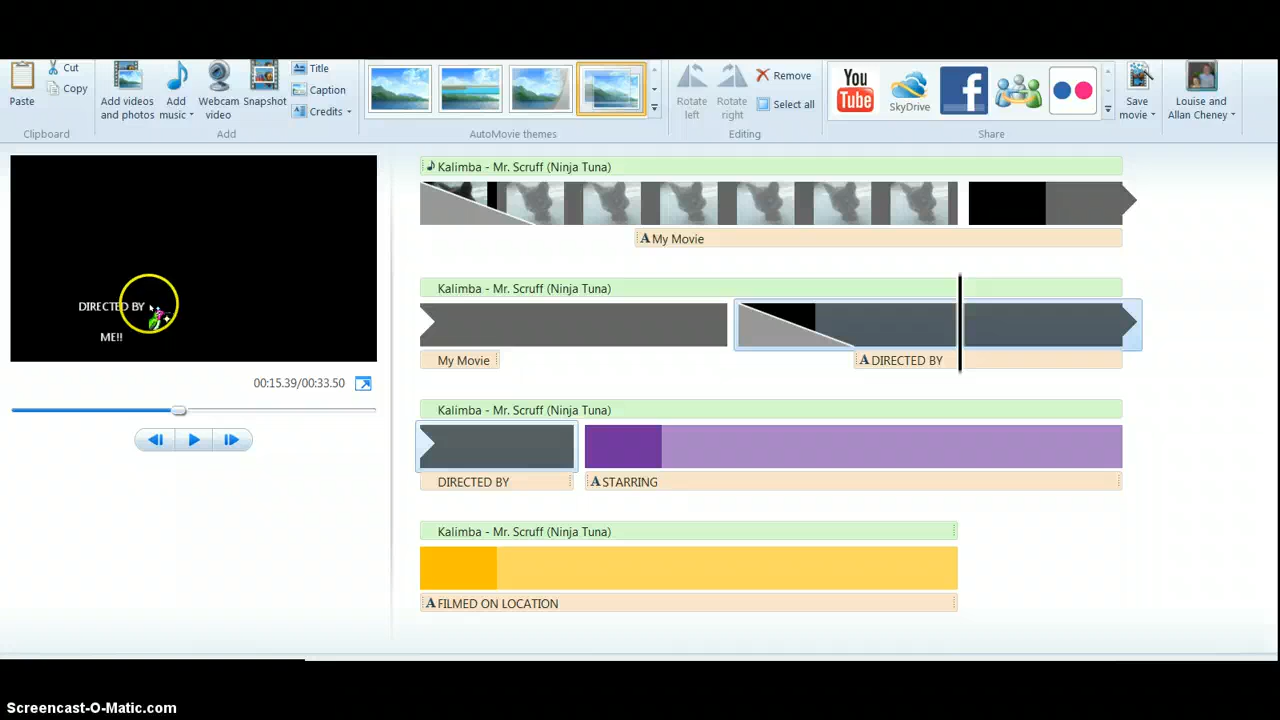 Paste
Cut
Copy
Clipboard
Add videos
and photos
Add
music
Webcam
video
Snapshot
Title
Caption
Credits
Add
AutoMovie themes
Rotate
left
Rotate
right
Remove
Select all
Editing
You
Tube
SkyDrive
Share
Save
movie
Louise and
Allan Cheney
DIRECTED BY
ME!!
00:15.39/00:33.50
Kalimba - Mr. Scruff (Ninja Tuna)
A My Movie
Kalimba - Mr. Scruff (Ninja Tuna)
My Movie
A DIRECTED BY
Kalimba - Mr. Scruff (Ninja Tuna)
DIRECTED BY
A STARRING
Kalimba - Mr. Scruff (Ninja Tuna)
A FILMED ON LOCATION
Screencast-O-Matic.com